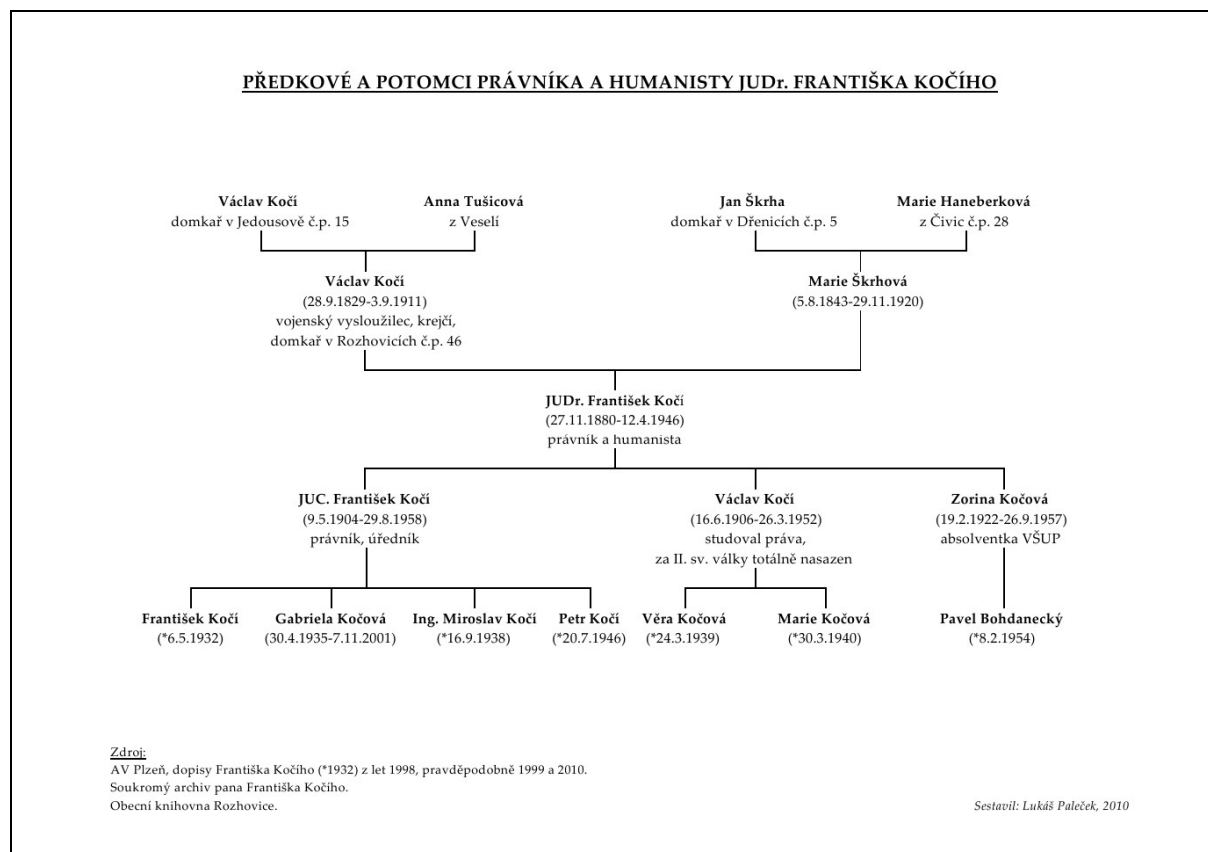 PŘEDKOVÉ A POTOMCI PRÁVNÍKA A HUMANISTY JUDr. FRANTIŠKA KOČÍHO
Václav Kočí
domkař v Jedousově č.p. 15
Anna Tušicová
z Veselí
Jan Škrha
domkař v Dřenicích č.p. 5
Marie Haneberková
z Čivic č.p. 28
Václav Kočí
(28.9.1829-3.9.1911)
vojenský vysloužilec, krejčí,
domkař v Rozhovicích č.p. 46
Marie Škrhová
(5.8.1843-29.11.1920)
JUDr. František Kočí
(27.11.1880-12.4.1946)
právník a humanista
JUC. František Kočí
(9.5.1904-29.8.1958)
právník, úředník
Václav Kočí
(16.6.1906-26.3.1952)
studoval práva,
za II. sv. války totálně nasazen
Zorina Kočová
(19.2.1922-26.9.1957)
absolventka VŠUP
František Kočí
(*6.5.1932)
Gabriela Kočová
(30.4.1935-7.11.2001)
Ing. Miroslav Kočí
(*16.9.1938)
Petr Kočí
(*20.7.1946)
Věra Kočová
(*24.3.1939)
Marie Kočová
(*30.3.1940)
Pavel Bohdanecký
(*8.2.1954)
Zdroj:
AV Plzeň, dopisy Františka Kočího (*1932) z let 1998, pravděpodobně 1999 a 2010.
Soukromý archiv pana Františka Kočího.
Obecní knihovna Rozhovice.
Sestavil: Lukáš Paleček, 2010